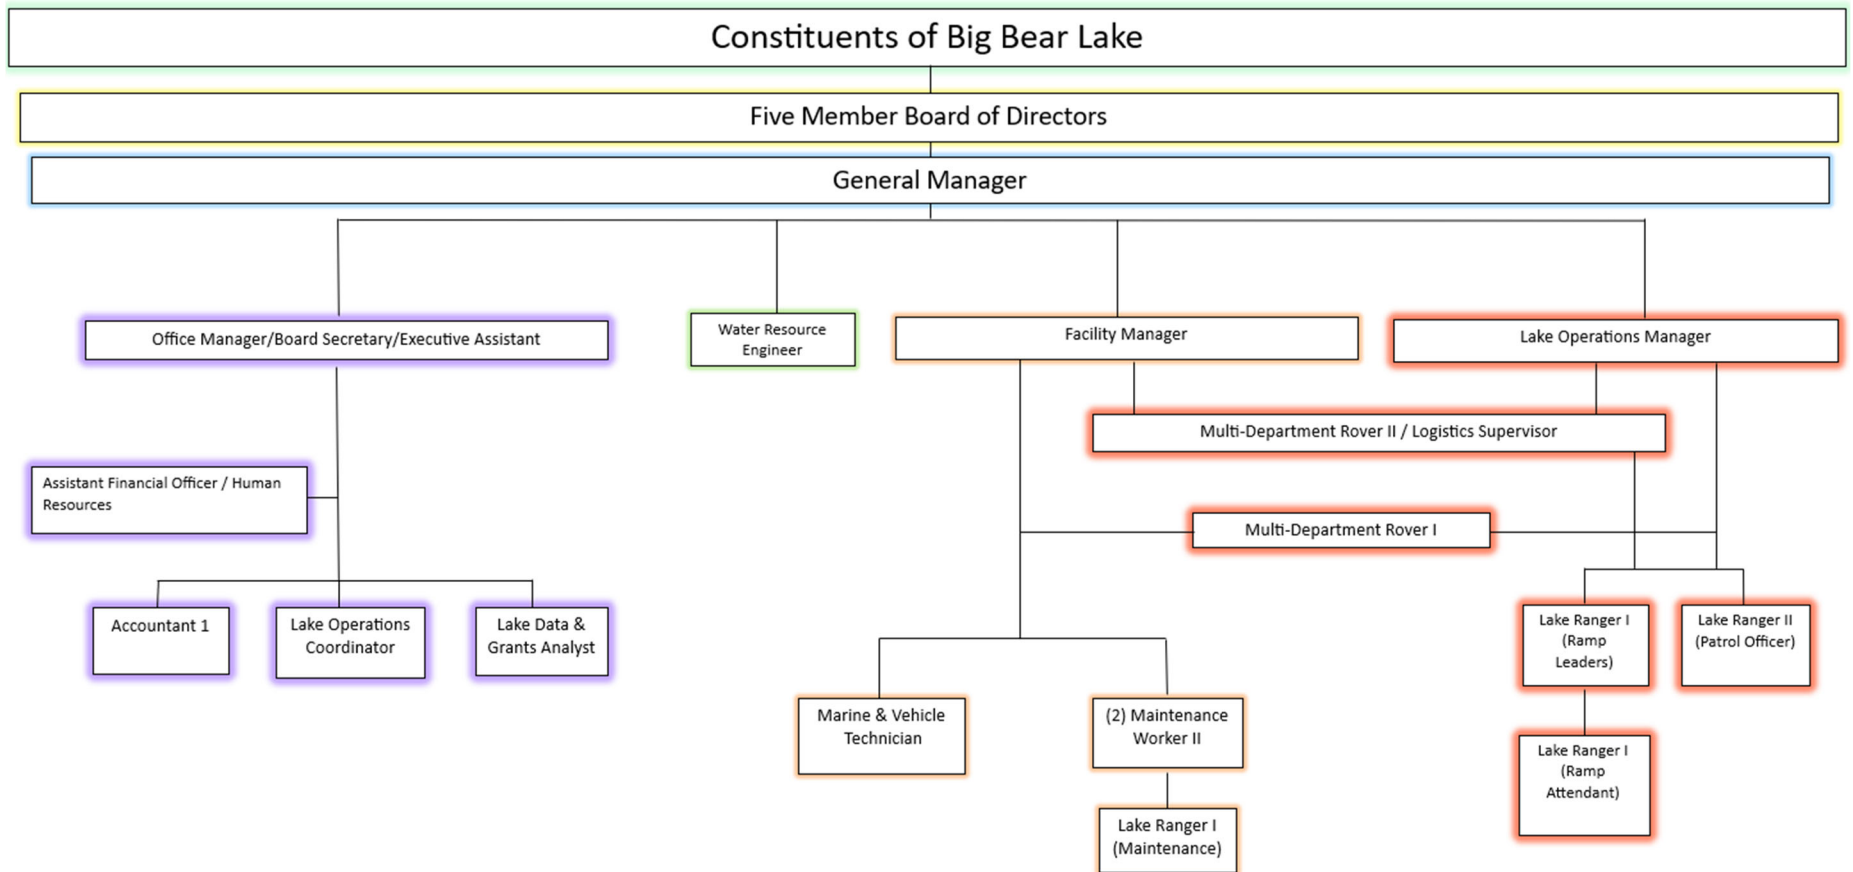 Constituents of Big Bear Lake
Five Member Board of Directors
General Manager
Office Manager/Board Secretary/Executive Assistant
Water Resource
Engineer
Facility Manager
Lake Operations Manager
Multi-Department Rover II / Logistics Supervisor
Assistant Financial Officer / Human
Resources
Multi-Department Rover I
Accountant 1
Lake Operations
Coordinator
Lake Data &
Grants Analyst
Lake Ranger I
(Ramp
Leaders)
Lake Ranger II
(Patrol Officer)
Marine & Vehicle
Technician
(2) Maintenance
Worker II
Lake Ranger I
(Ramp
Attendant)
Lake Ranger I
(Maintenance)